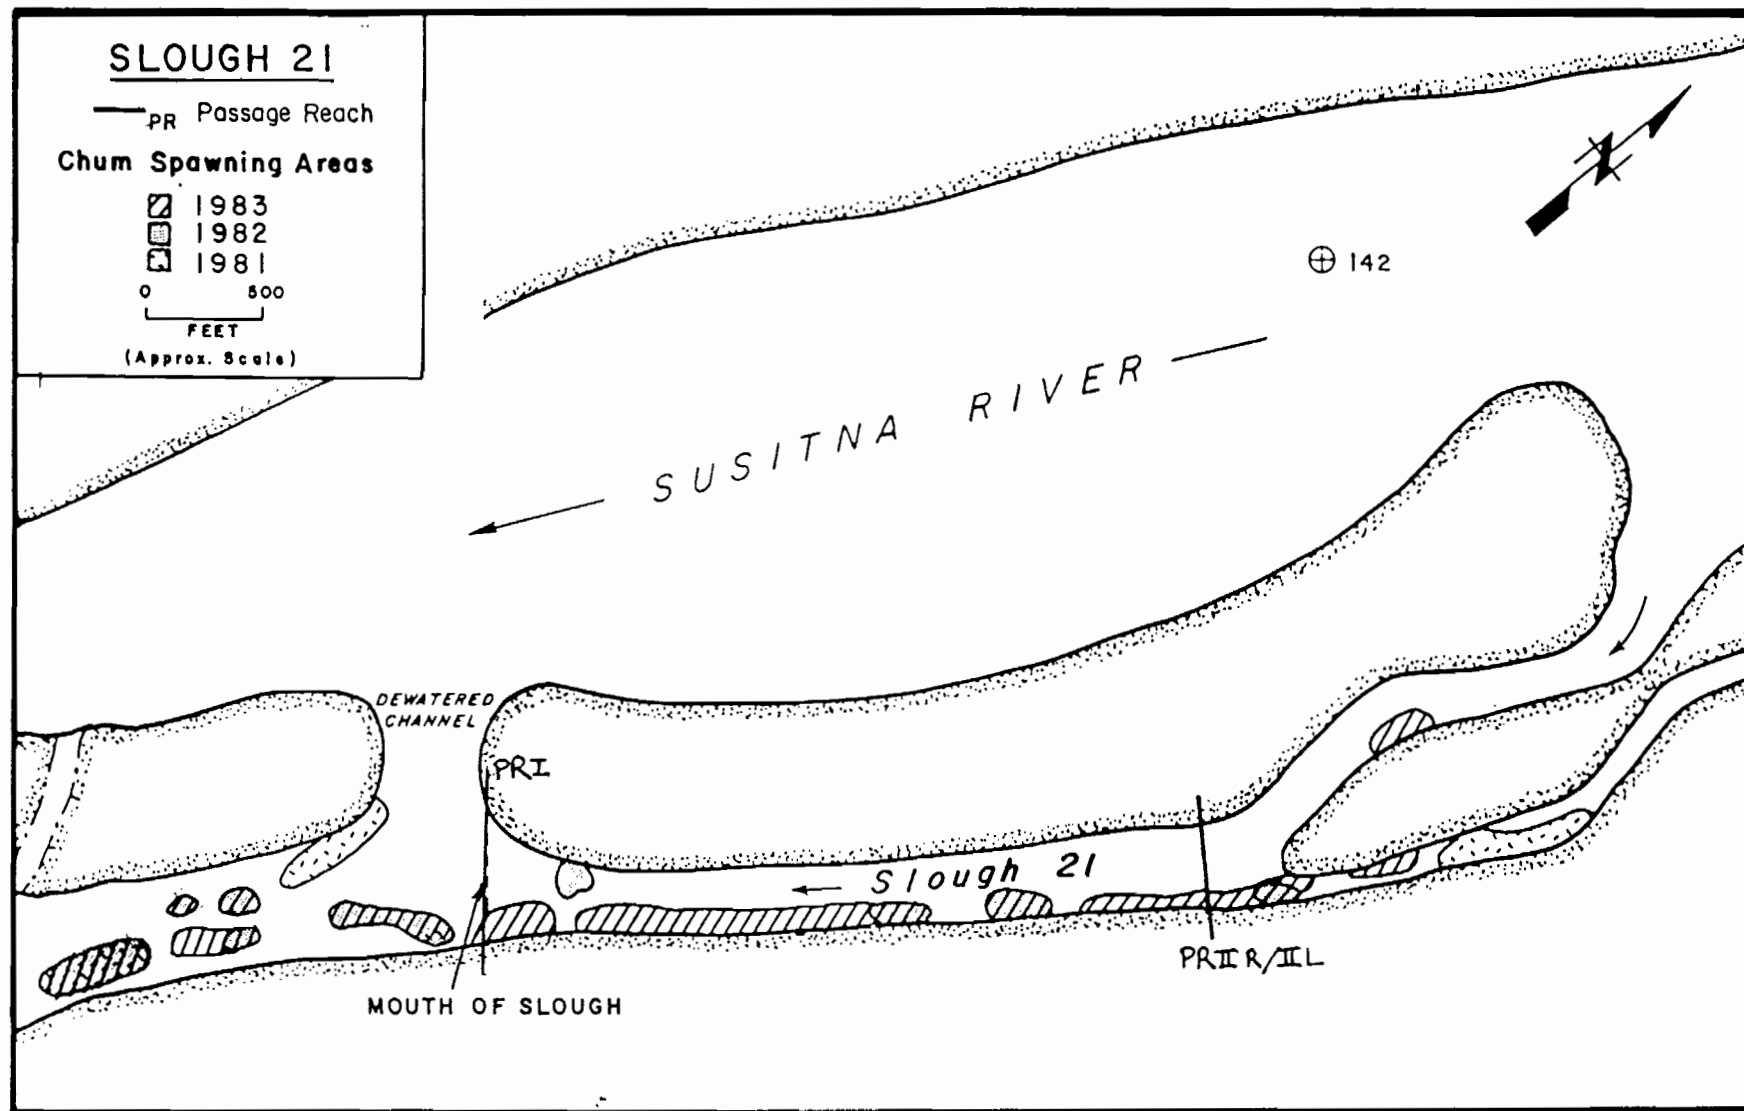 SLOUGH 21
PR Passage Reach
Chum Spawning Areas
1983
1982
1981
0 500
FEET
(Approx. Scale)
N
142
SUSITNA RIVER
DEWATERED
CHANNEL
PRI
Slough 21
PRII R/IIL
MOUTH OF SLOUGH